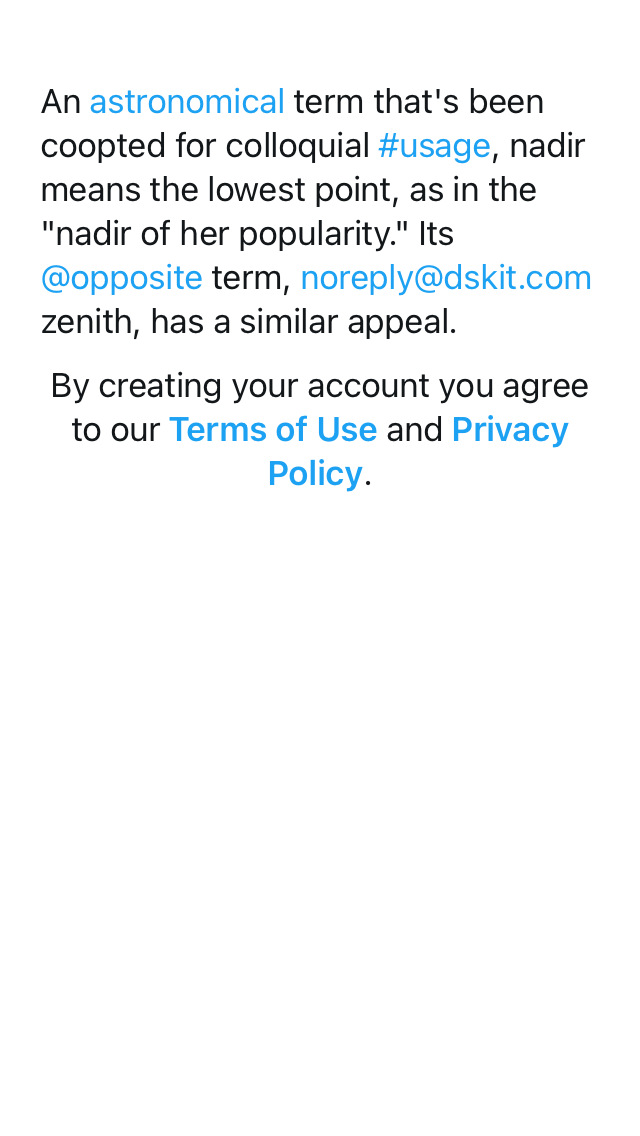 An astronomical term that's been
coopted for colloquial #usage, nadir
means the lowest point, as in the
"nadir of her popularity." Its
@opposite term, noreply@dskit.com
zenith, has a similar appeal.
By creating your account you agree
to our Terms of Use and Privacy
Policy.